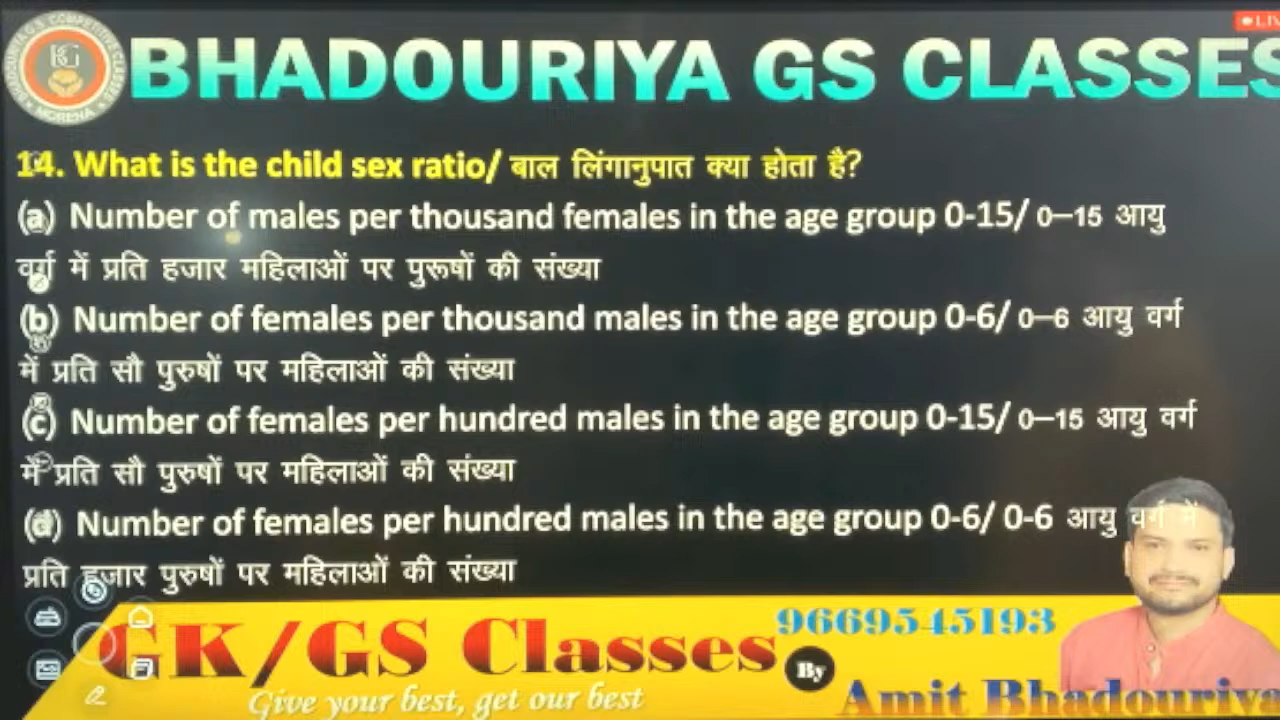 LIV
BHADOURIYA GS CLASSES
14. What is the child sex ratio/ बाल लिंगानुपात क्या होता है?
(a) Number of males per thousand females in the age group 0-15/ 0–15 आयु
वर्ग में प्रति हजार महिलाओं पर पुरूषों की संख्या
(b) Number of females per thousand males in the age group 0-6/ 0–6 आयु वर्ग
में प्रति सौ पुरुषों पर महिलाओं की संख्या
(c) Number of females per hundred males in the age group 0-15/ 0–15 आयु वर्ग
में प्रति सौ पुरुषों पर महिलाओं की संख्या
(d) Number of females per hundred males in the age group 0-6/ 0-6 आयु वर्ग में
प्रति हजार पुरुषों पर महिलाओं की संख्या
GK/GS Classes
9669545193
Give your best, get our best
By
Amit Bhadouriya